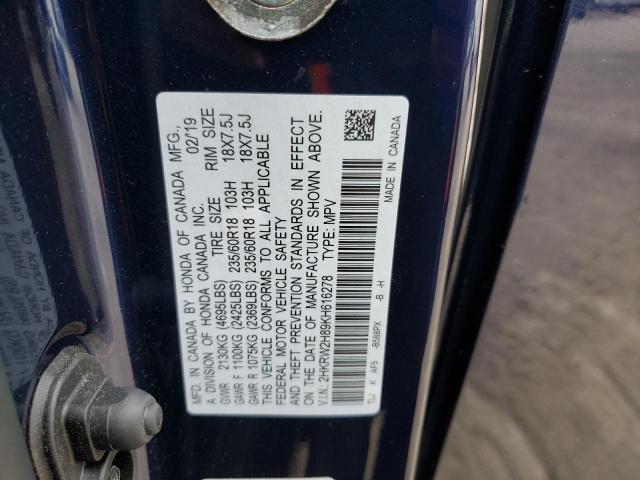 MFD. IN CANADA BY HONDA OF CANADA MFG.,
A DIVISION OF HONDA CANADA INC. 02/19
TIRE SIZE RIM SIZE
GVWR 2130KG (4695LBS)
GAWR F 1100KG (2425LBS) 235/60R18 103H 18X7.5J
GAWR R 1075KG (2369LBS) 235/60R18 103H 18X7.5J
THIS VEHICLE CONFORMS TO ALL APPLICABLE
FEDERAL MOTOR VEHICLE SAFETY
AND THEFT PREVENTION STANDARDS IN EFFECT
ON THE DATE OF MANUFACTURE SHOWN ABOVE.
V.I.N.: 2HKRW2H89KH616278 TYPE: MPV
TLJ K AF5 -B588PX -B -H
MADE IN CANADA